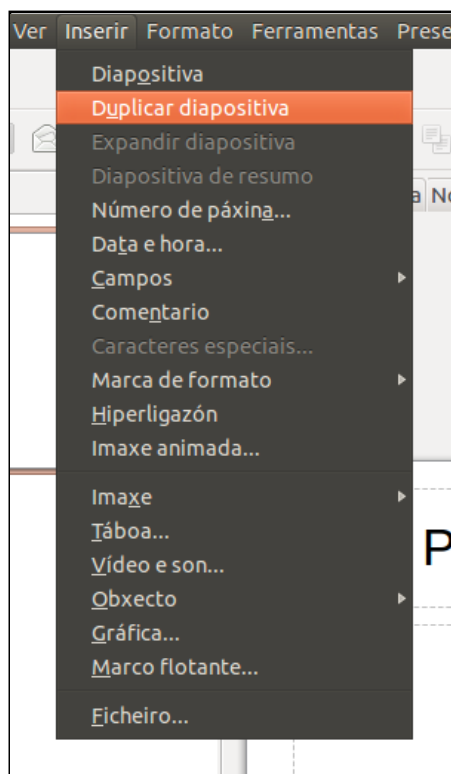 Ver Inserir Formato Ferramentas Prese
Diapositiva
Duplicar diapositiva
Expandir diapositiva
Diapositiva de resumo
Número de páxina...
Data e hora...
Campos
Comentario
Caracteres especiais...
Marca de formato
Hiperligazón
Imaxe animada...
Imaxe
Táboa...
Vídeo e son...
Obxecto
Gráfica...
Marco flotante...
Ficheiro...
a No
P